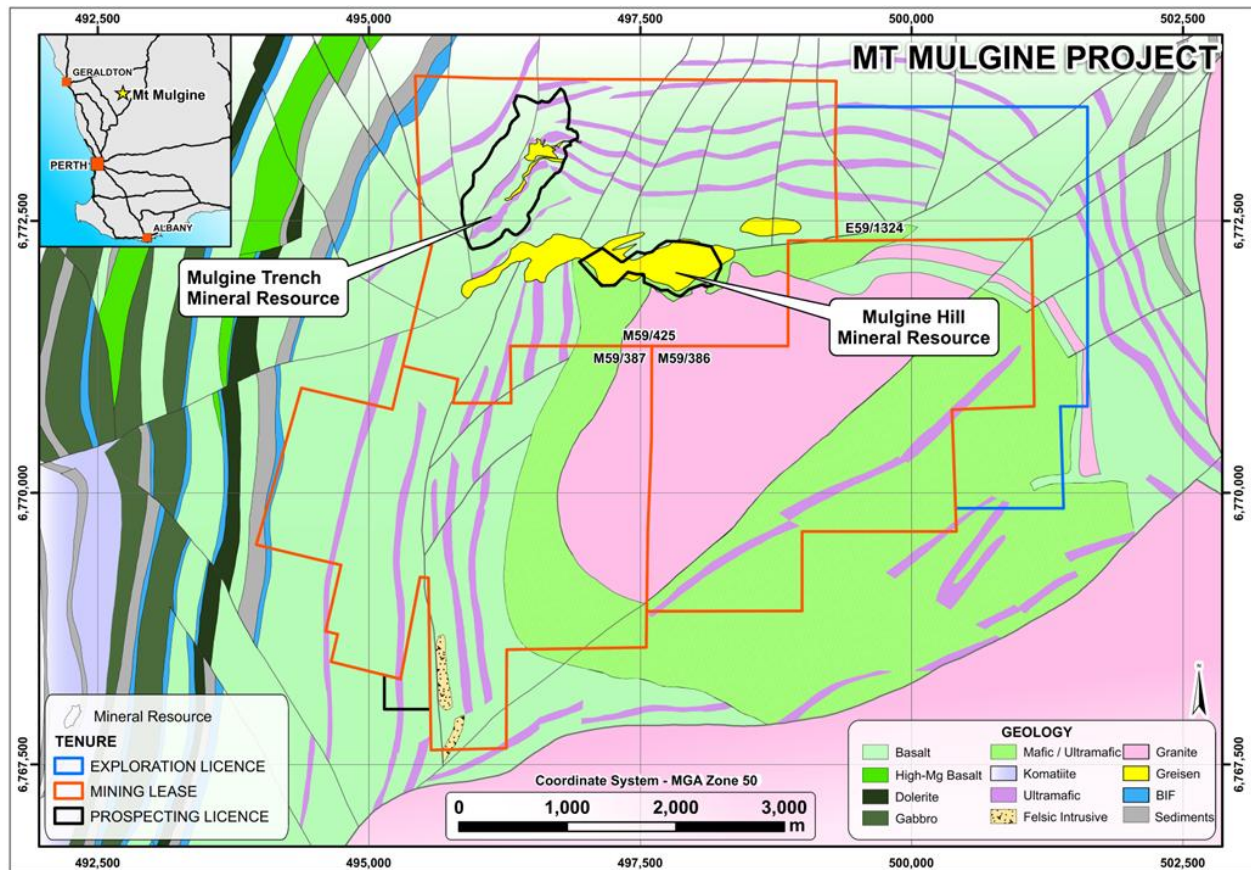 492,500
495,000
497,500
500,000
502,500
MT MULGINE PROJECT
GERALDTON
Mt Mulgine
PERTH
ALBANY
6,772,500
6,772,500
E59/1324
Mulgine Trench
Mineral Resource
Mulgine Hill
Mineral Resource
M59/425
M59/387
M59/386
6,770,000
6,770,000
N
Mineral Resource
TENURE
EXPLORATION LICENCE
MINING LEASE
PROSPECTING LICENCE
6,767,500
6,767,500
Coordinate System - MGA Zone 50
0 1,000 2,000 3,000
m
GEOLOGY
Basalt
High-Mg Basalt
Dolerite
Gabbro
Mafic / Ultramafic
Komatiite
Ultramafic
Felsic Intrusive
Granite
Greisen
BIF
Sediments
492,500
495,000
497,500
500,000
502,500